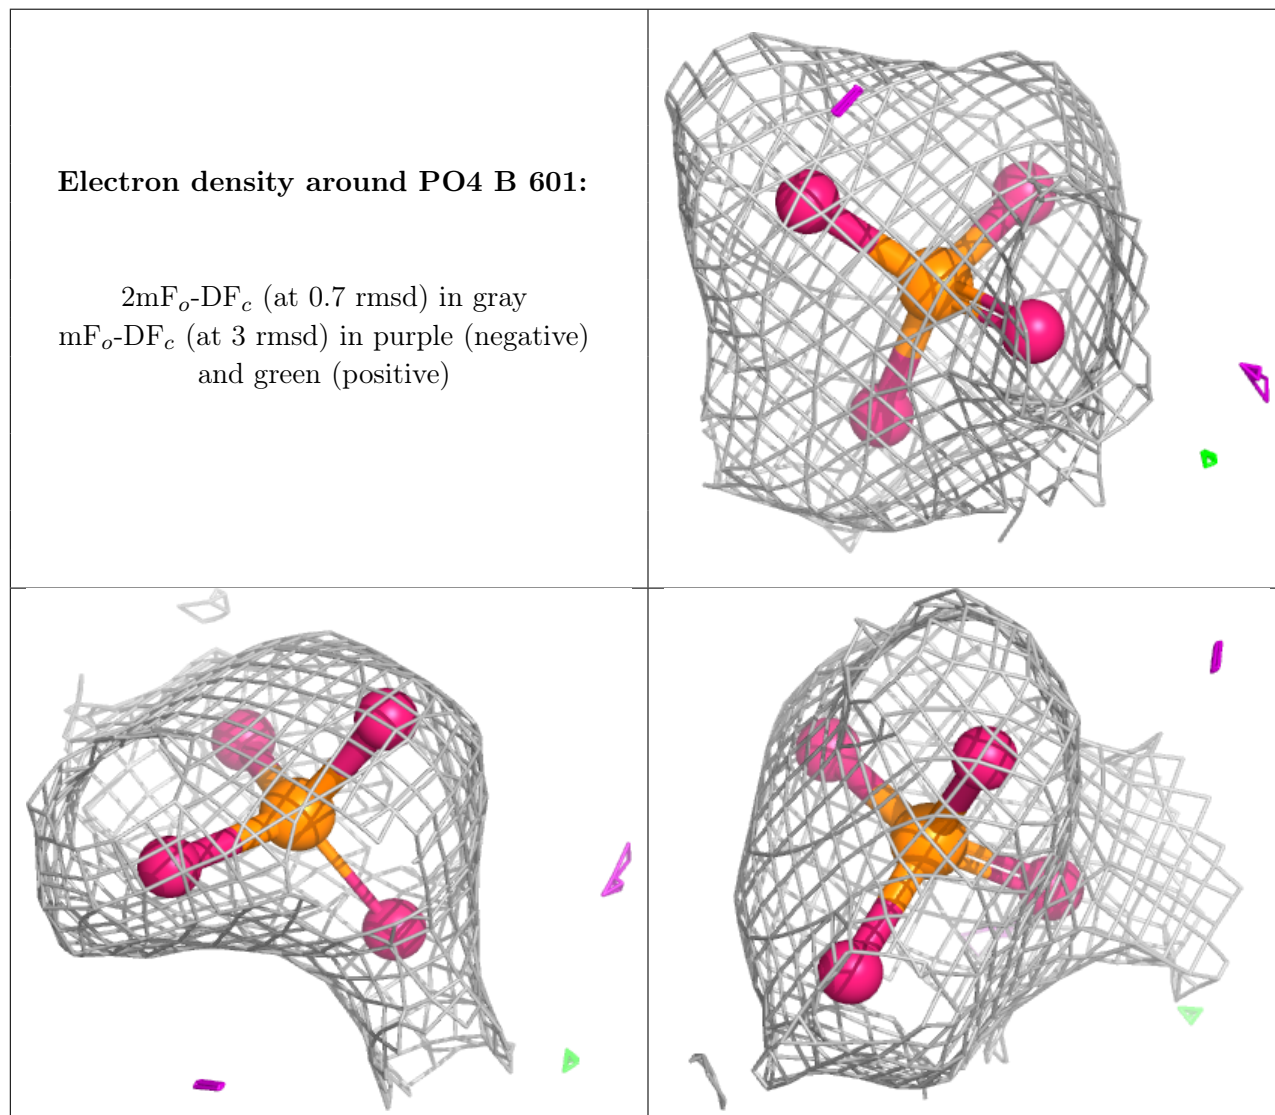 Electron density around PO4 B 601:
2mFo-DFc (at 0.7 rmsd) in gray
mFo-DFc (at 3 rmsd) in purple (negative)
and green (positive)